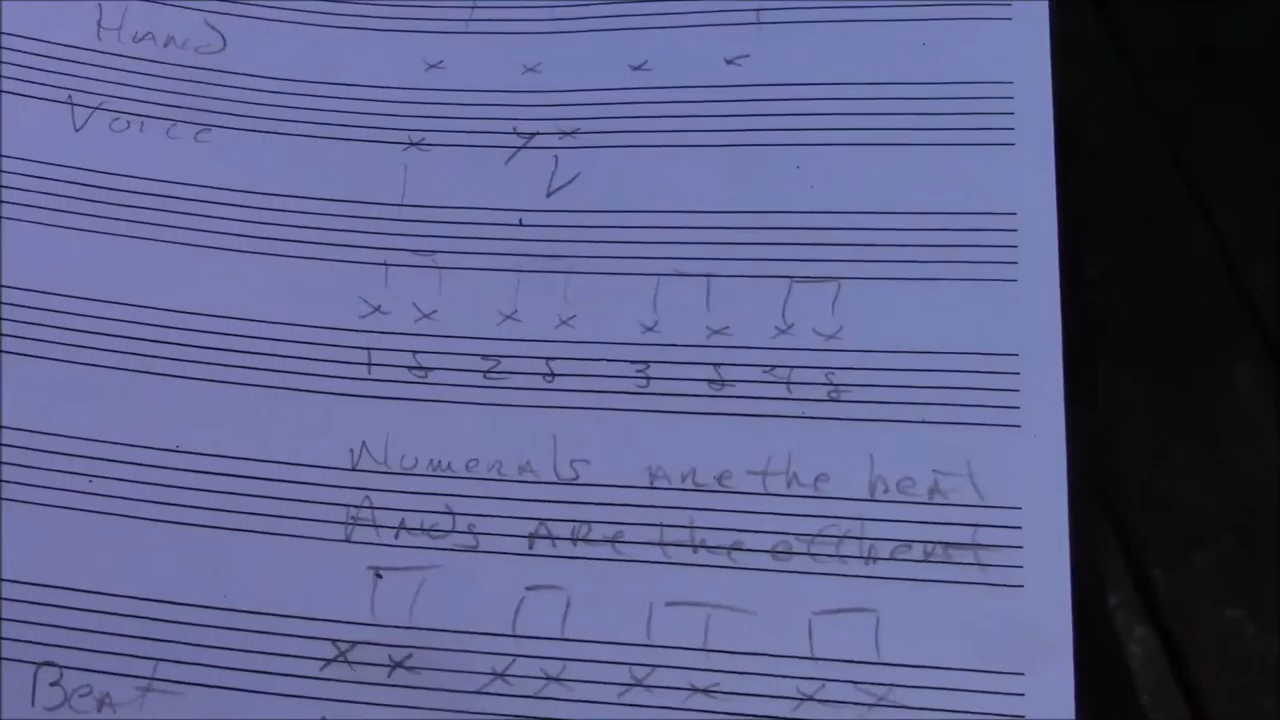 Hand
x x x x
Voice
x x
x x x x x x x x
1 & 2 & 3 & 4 &
Numerals are the beat
Ands are the offbeat
x x x x x x x x
Beat